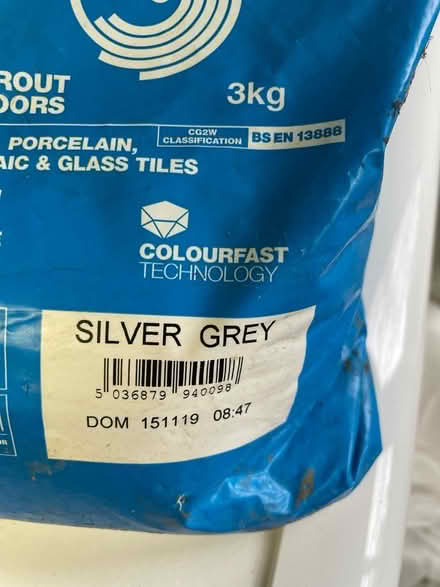 ROUT
OORS
3kg
CG2W
CLASSIFICATION
BS EN 13888
PORCELAIN,
AIC & GLASS TILES
COLOURFAST
TECHNOLOGY
SILVER GREY
5 036879 940098
DOM 151119 08:47